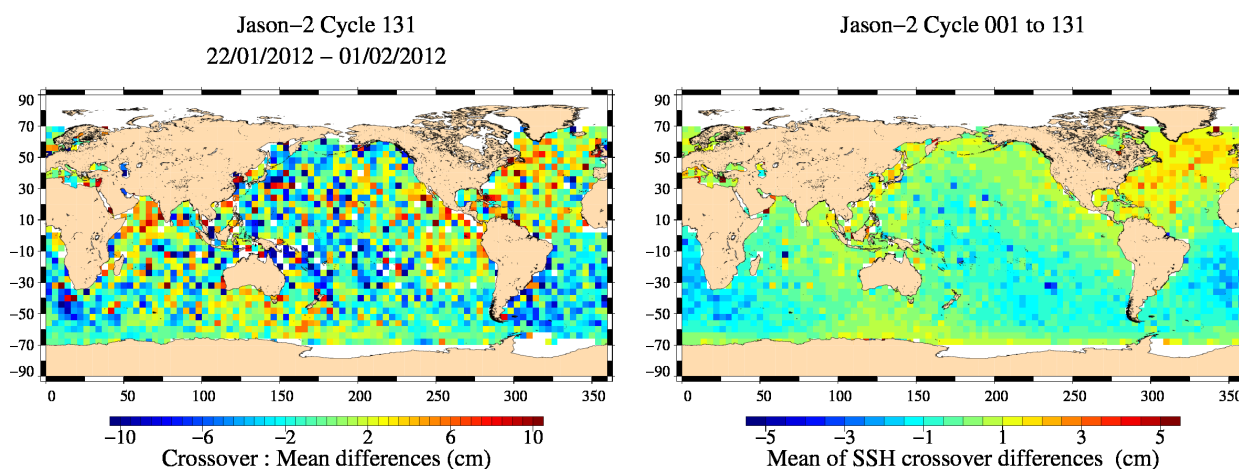 Jason−2 Cycle 131
22/01/2012 − 01/02/2012
90
70
50
30
10
−10
−30
−50
−70
−90
0 50 100 150 200 250 300 350
−10 −6 −2 2 6 10
Crossover : Mean differences (cm)
Jason−2 Cycle 001 to 131
90
70
50
30
10
−10
−30
−50
−70
−90
0 50 100 150 200 250 300 350
−5 −3 −1 1 3 5
Mean of SSH crossover differences (cm)